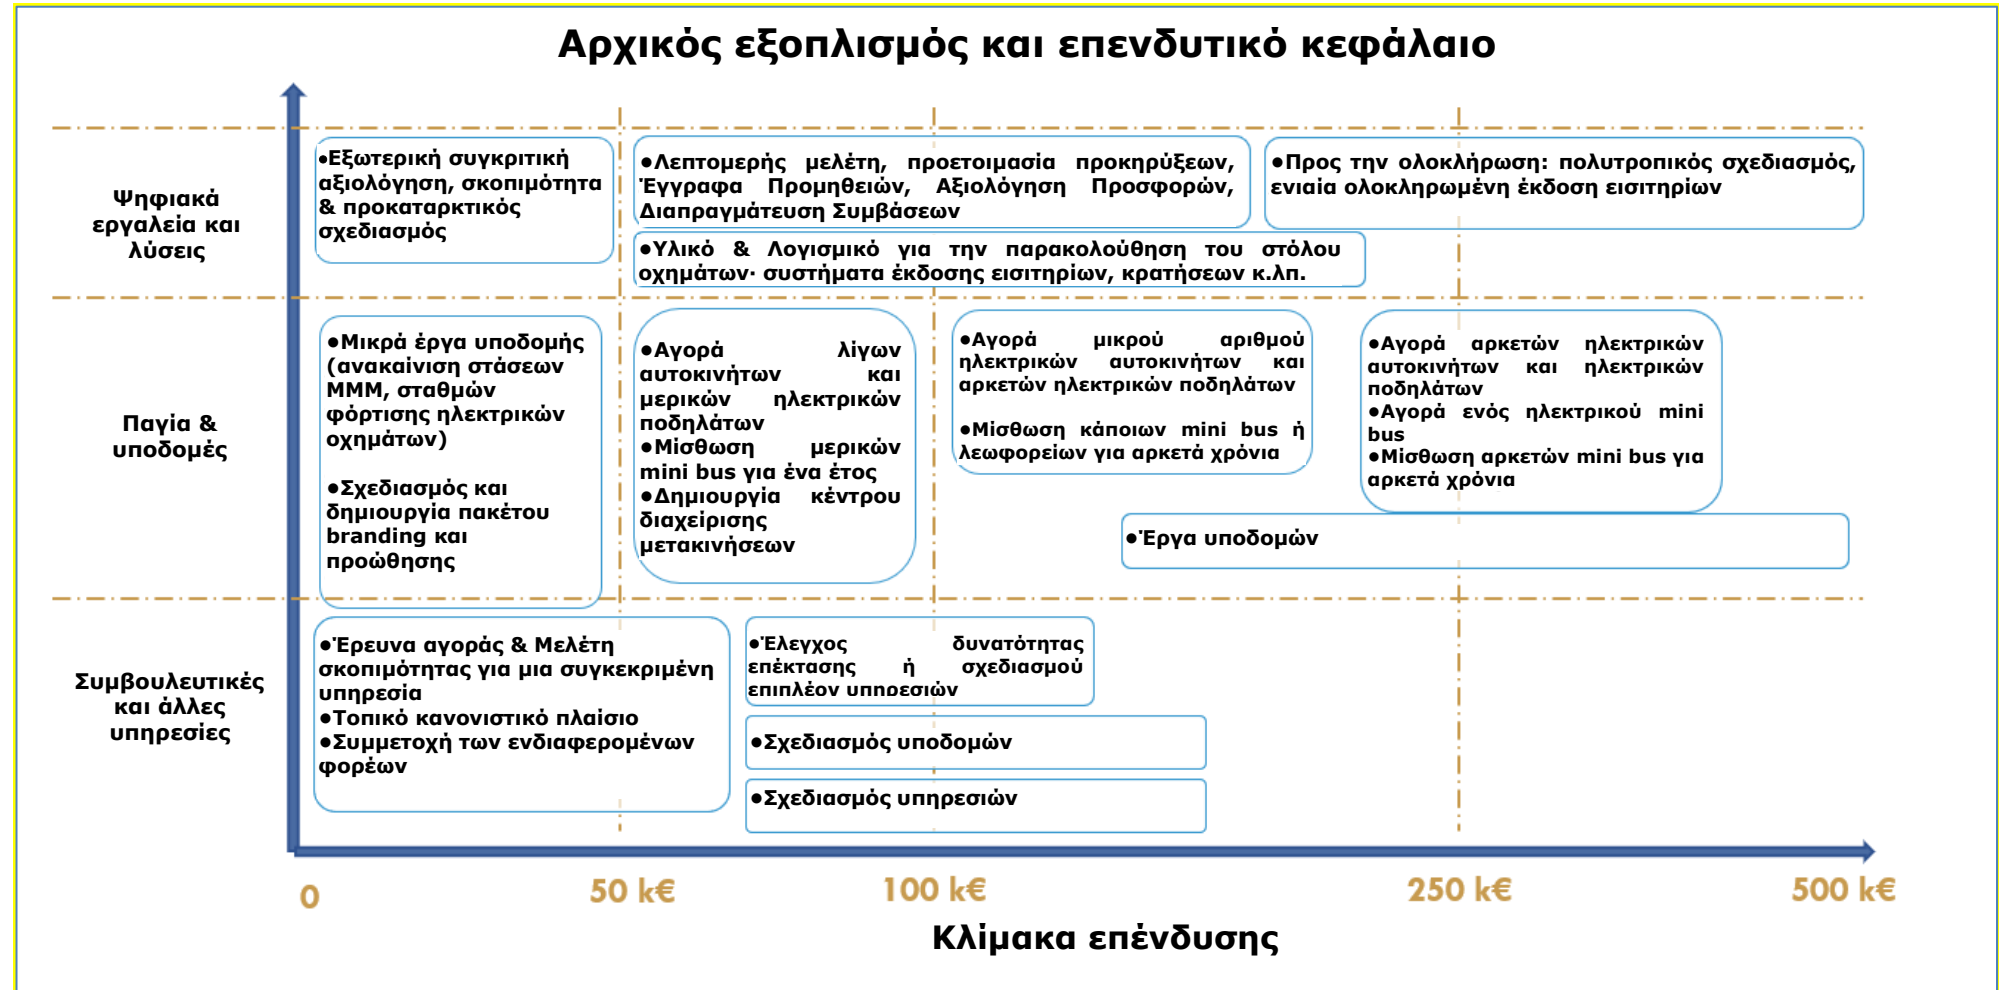 Αρχικός εξοπλισμός και επενδυτικό κεφάλαιο
Ψηφιακά
εργαλεία και
λύσεις
●Εξωτερική συγκριτική
αξιολόγηση, σκοπιμότητα
& προκαταρκτικός
σχεδιασμός
●Λεπτομερής μελέτη, προετοιμασία προκηρύξεων,
Έγγραφα Προμηθειών, Αξιολόγηση Προσφορών,
Διαπραγμάτευση Συμβάσεων
●Υλικό & Λογισμικό για την παρακολούθηση του στόλου
οχημάτων· συστήματα έκδοσης εισιτηρίων, κρατήσεων κ.λπ.
●Προς την ολοκλήρωση: πολυτροπικός σχεδιασμός,
ενιαία ολοκληρωμένη έκδοση εισιτηρίων
Παγία &
υποδομές
●Μικρά έργα υποδομής
(ανακαίνιση στάσεων
ΜΜΜ, σταθμών
φόρτισης ηλεκτρικών
οχημάτων)
●Σχεδιασμός και
δημιουργία πακέτου
branding και
προώθησης
●Αγορά λίγων
αυτοκινήτων και
μερικών ηλεκτρικών
ποδηλάτων
●Μίσθωση μερικών
mini bus για ένα έτος
●Δημιουργία κέντρου
διαχείρισης
μετακινήσεων
●Αγορά μικρού αριθμού
ηλεκτρικών αυτοκινήτων και
αρκετών ηλεκτρικών ποδηλάτων
●Μίσθωση κάποιων mini bus ή
λεωφορείων για αρκετά χρόνια
●Αγορά αρκετών ηλεκτρικών
αυτοκινήτων και ηλεκτρικών
ποδηλάτων
●Αγορά ενός ηλεκτρικού mini
bus
●Μίσθωση αρκετών mini bus για
αρκετά χρόνια
●Έργα υποδομών
Συμβουλευτικές
και άλλες
υπηρεσίες
●Έρευνα αγοράς & Μελέτη
σκοπιμότητας για μια συγκεκριμένη
υπηρεσία
●Τοπικό κανονιστικό πλαίσιο
●Συμμετοχή των ενδιαφερομένων
φορέων
●Έλεγχος δυνατότητας
επέκτασης ή σχεδιασμού
επιπλέον υπηρεσιών
●Σχεδιασμός υποδομών
●Σχεδιασμός υπηρεσιών
0
50 k€
100 k€
250 k€
500 k€
Κλίμακα επένδυσης